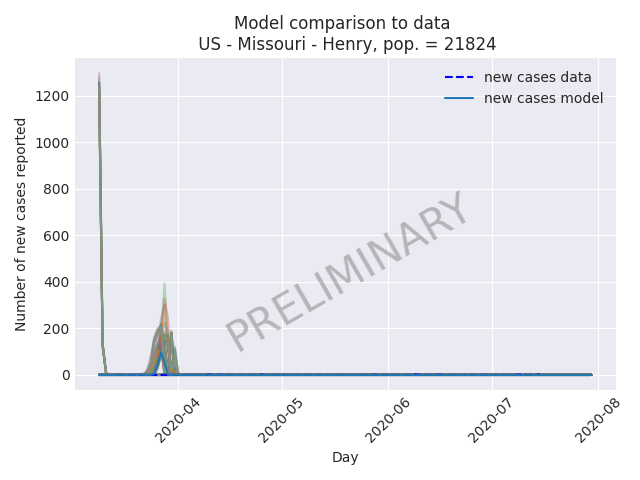 Model comparison to data
US - Missouri - Henry, pop. = 21824
new cases data
new cases model
Number of new cases reported
1200
1000
800
600
400
200
0
PRELIMINARY
2020-04
2020-05
2020-06
2020-07
2020-08
Day